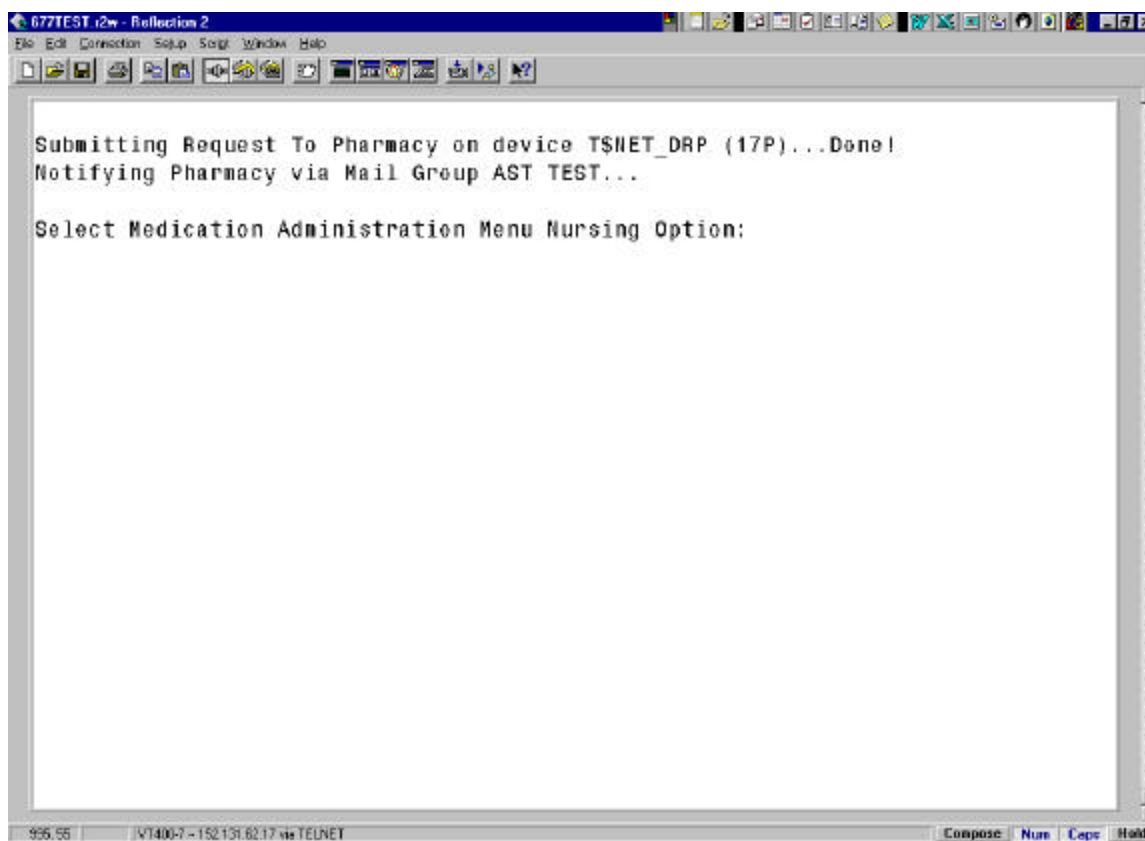 677TEST.r2w - Reflection 2
File Edit Connection Setup Script Window Help
Submitting Request To Pharmacy on device T$NET_DRP (17P)...Done!
Notifying Pharmacy via Mail Group AST TEST...
Select Medication Administration Menu Nursing Option:
VT400-7 -- 152.131.62.17 via TELNET
Compose Num Caps Hold